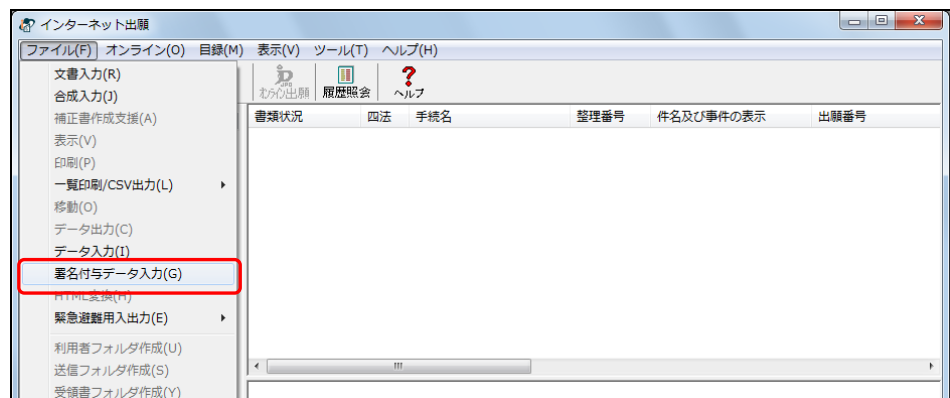 インターネット出願
ファイル(F) オンライン(O) 目録(M) 表示(V) ツール(T) ヘルプ(H)
文書入力(R)
合成入力(J)
補正書作成支援(A)
表示(V)
印刷(P)
一覧印刷/CSV出力(L)
移動(O)
データ出力(C)
データ入力(I)
署名付与データ入力(G)
HTML変換(H)
緊急避難用入出力(E)
利用者フォルダ作成(U)
送信フォルダ作成(S)
受領書フォルダ作成(Y)
履歴照会 ヘルプ
書類状況 四法 手続名 整理番号 件名及び事件の表示 出願番号